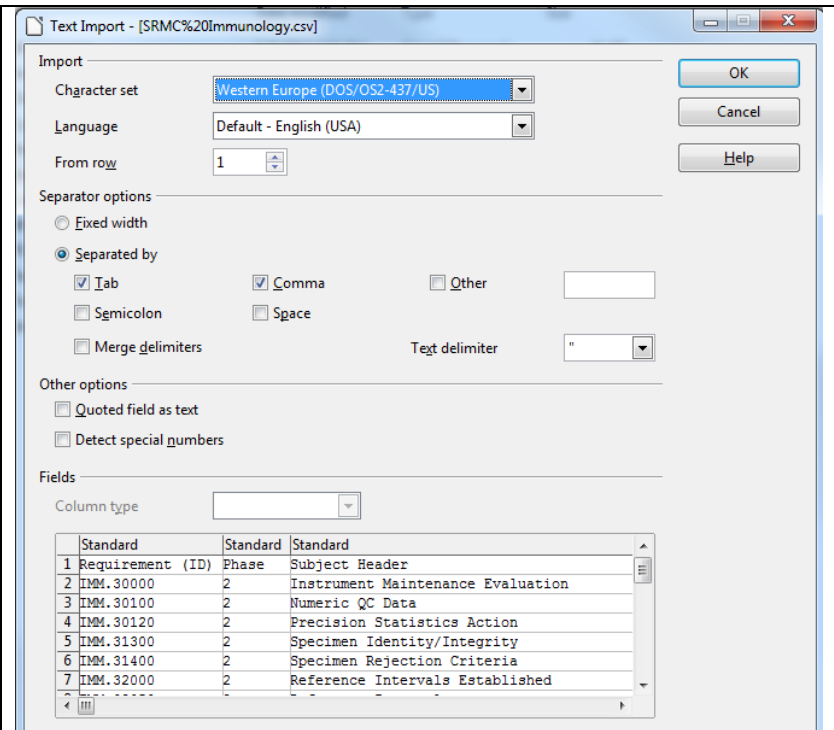 Text Import - [SRMC%20Immunology.csv]
Import
Character set Western Europe (DOS/OS2-437/US)
OK
Language Default - English (USA)
Cancel
From row 1
Help
Separator options
Fixed width
Separated by
Tab Comma Other
Semicolon Space
Merge delimiters Text delimiter "
Other options
Quoted field as text
Detect special numbers
Fields
Column type
Standard Standard Standard
1 Requirement (ID) Phase Subject Header
2 IMM.30000 2 Instrument Maintenance Evaluation
3 IMM.30100 2 Numeric QC Data
4 IMM.30120 2 Precision Statistics Action
5 IMM.31300 2 Specimen Identity/Integrity
6 IMM.31400 2 Specimen Rejection Criteria
7 IMM.32000 2 Reference Intervals Established